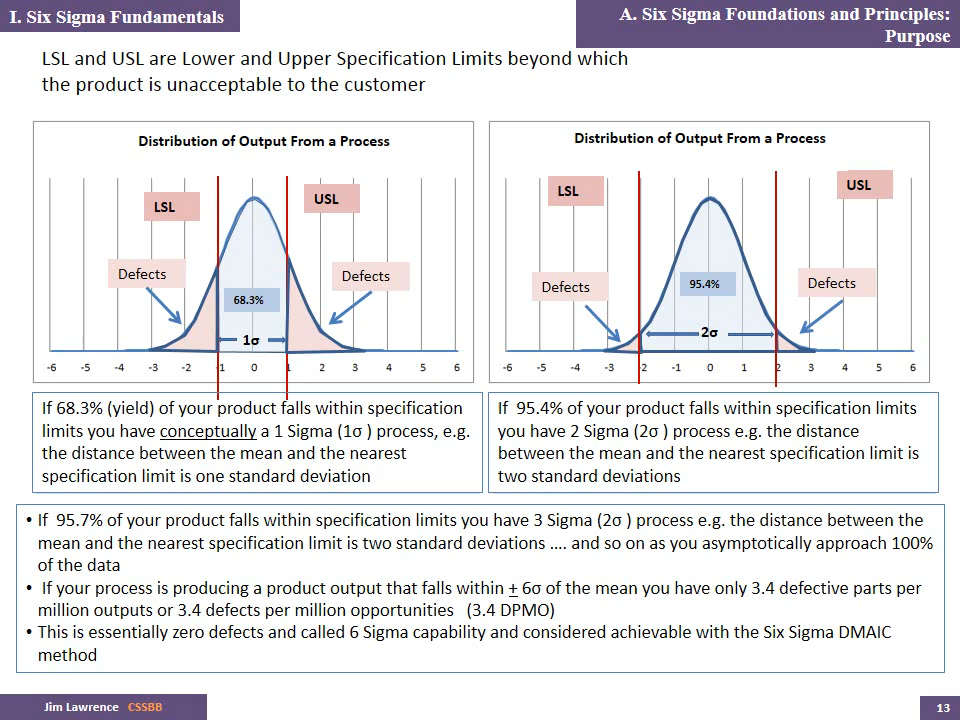 I. Six Sigma Fundamentals
A. Six Sigma Foundations and Principles:
Purpose
LSL and USL are Lower and Upper Specification Limits beyond which
the product is unacceptable to the customer
Distribution of Output From a Process
LSL
USL
Defects
Defects
68.3%
1σ
-6 -5 -4 -3 -2 -1 0 1 2 3 4 5 6
Distribution of Output From a Process
LSL
USL
Defects
Defects
95.4%
2σ
-6 -5 -4 -3 -2 -1 0 1 2 3 4 5 6
If 68.3% (yield) of your product falls within specification
limits you have conceptually a 1 Sigma (1σ ) process, e.g.
the distance between the mean and the nearest
specification limit is one standard deviation
If 95.4% of your product falls within specification limits
you have 2 Sigma (2σ ) process e.g. the distance
between the mean and the nearest specification limit is
two standard deviations
• If 95.7% of your product falls within specification limits you have 3 Sigma (2σ ) process e.g. the distance between the
mean and the nearest specification limit is two standard deviations .... and so on as you asymptotically approach 100%
of the data
• If your process is producing a product output that falls within ± 6σ of the mean you have only 3.4 defective parts per
million outputs or 3.4 defects per million opportunities (3.4 DPMO)
• This is essentially zero defects and called 6 Sigma capability and considered achievable with the Six Sigma DMAIC
method
Jim Lawrence CSSBB
13